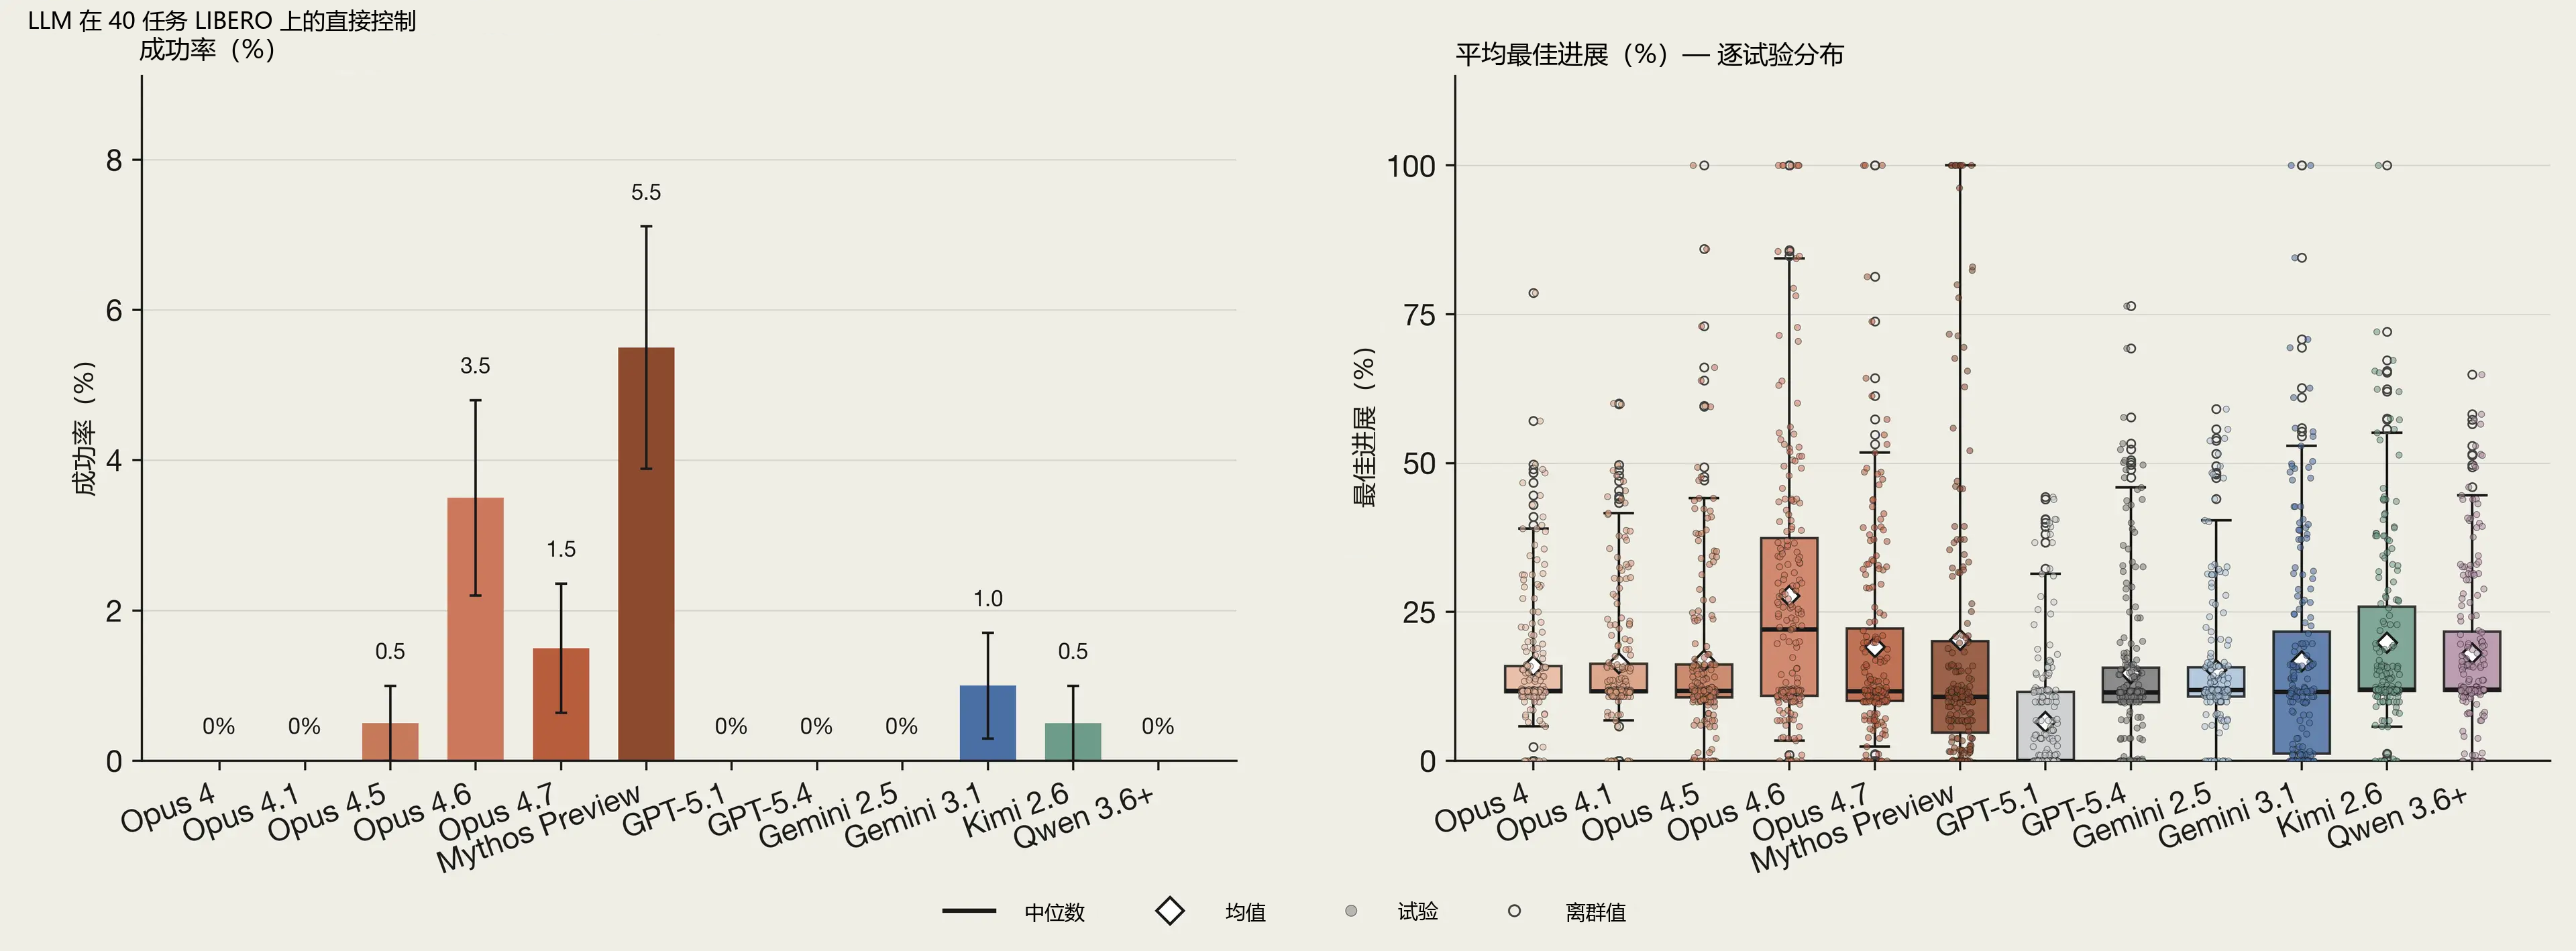 LLM 在 40 任务 LIBERO 上的直接控制
成功率（%）
成功率（%）
8
6
4
2
0
0%
0%
0.5
3.5
1.5
5.5
0%
0%
0%
1.0
0.5
0%
Opus 4
Opus 4.1
Opus 4.5
Opus 4.6
Opus 4.7
Mythos Preview
GPT-5.1
GPT-5.4
Gemini 2.5
Gemini 3.1
Kimi 2.6
Qwen 3.6+
平均最佳进展（%）— 逐试验分布
最佳进展（%）
100
75
50
25
0
Opus 4
Opus 4.1
Opus 4.5
Opus 4.6
Opus 4.7
Mythos Preview
GPT-5.1
GPT-5.4
Gemini 2.5
Gemini 3.1
Kimi 2.6
Qwen 3.6+
中位数
均值
试验
离群值